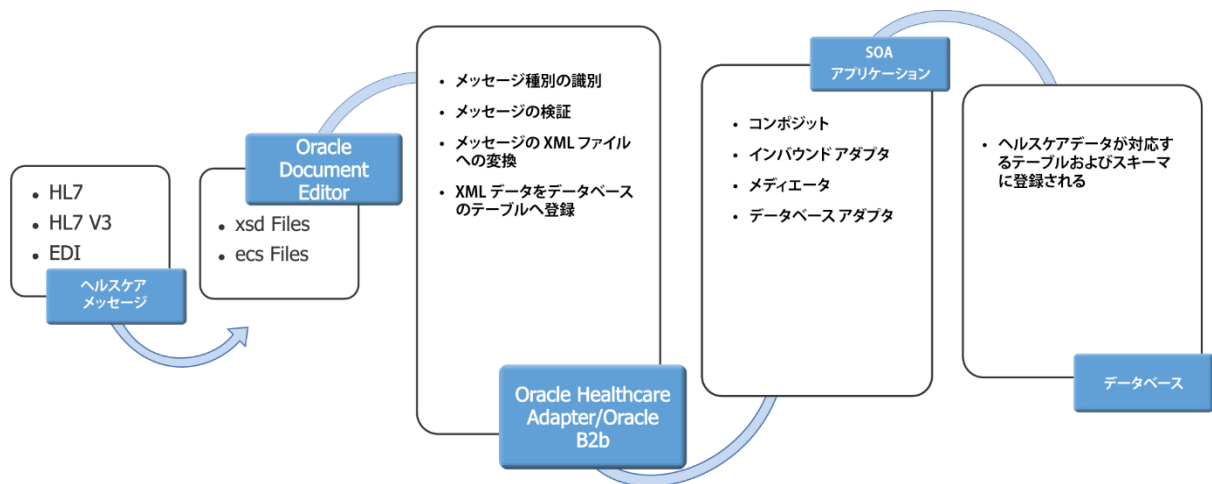 • HL7
• HL7 V3
• EDI
ヘルスケア
メッセージ
Oracle
Document
Editor
• xsd Files
• ecs Files
• メッセージ種別の識別
• メッセージの検証
• メッセージの XML ファイル
への変換
• XML データをデータベース
のテーブルへ登録
Oracle Healthcare
Adapter/Oracle
B2b
SOA
アプリケーション
• コンポジット
• インバウンド アダプタ
• メディエータ
• データベース アダプタ
• ヘルスケアデータが対応す
るテーブルおよびスキーマ
に登録される
データベース